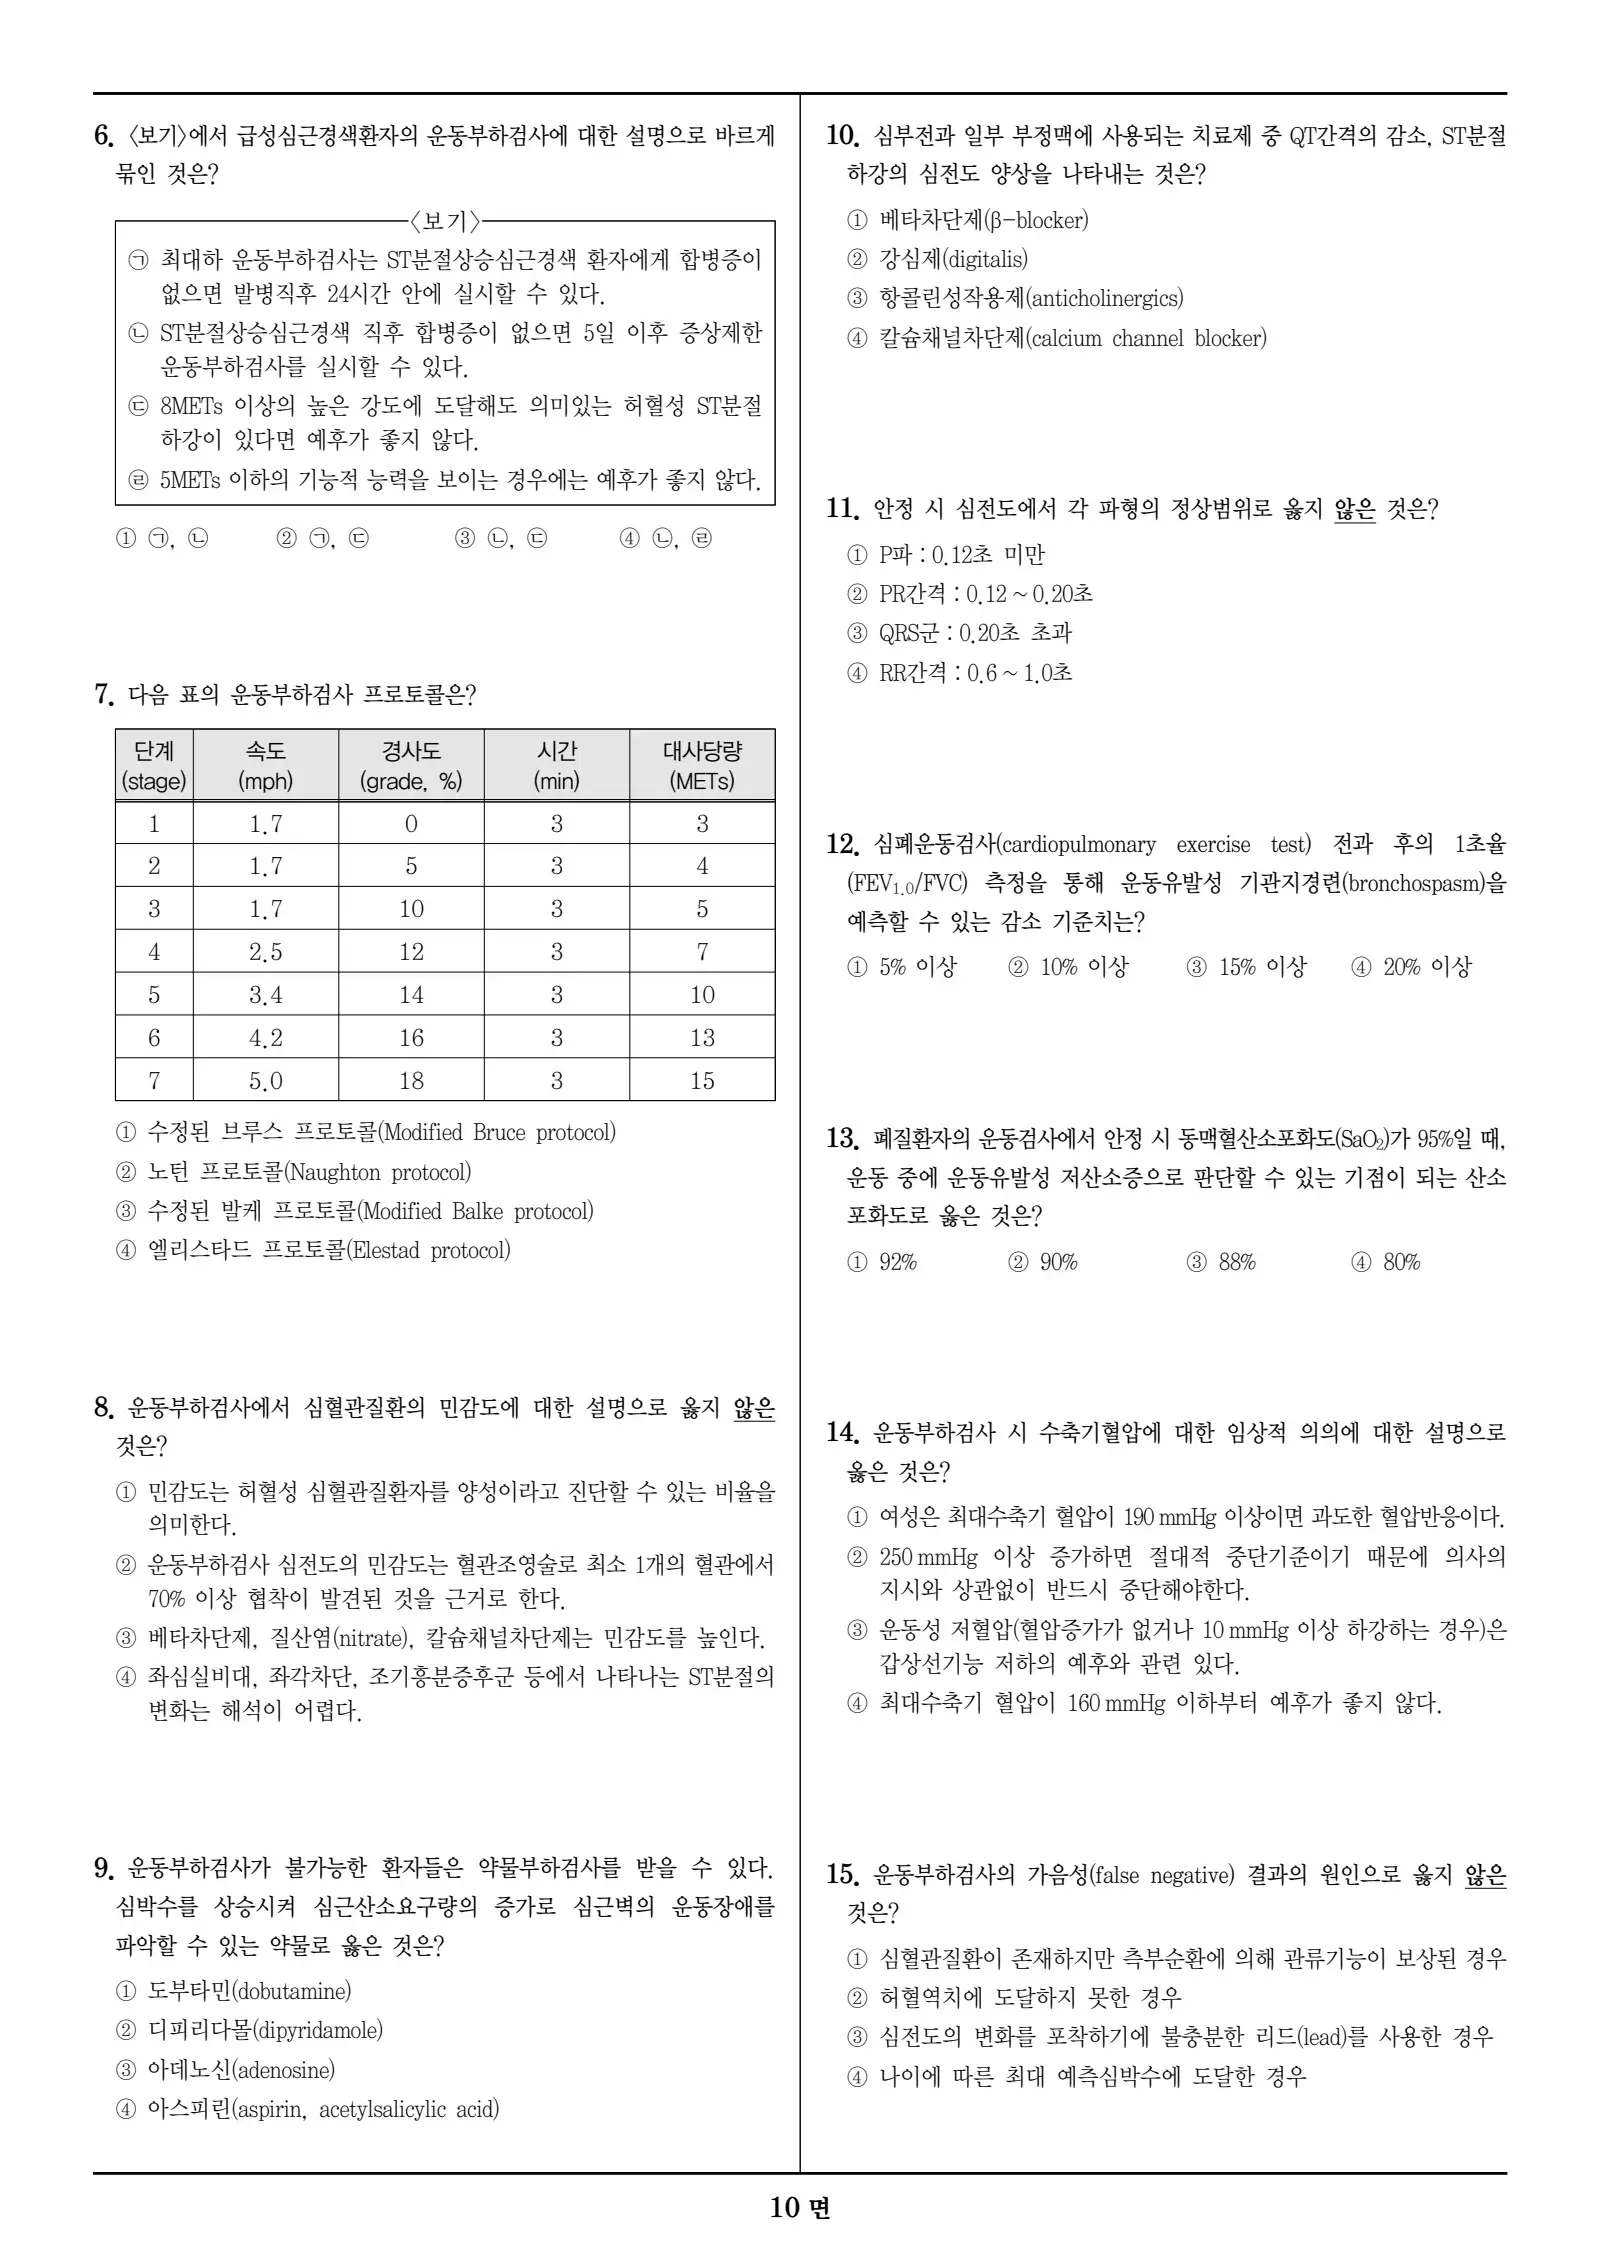 6. 〈보기〉에서 급성심근경색환자의 운동부하검사에 대한 설명으로 바르게
묶인 것은?
〈보기〉
㉠ 최대하 운동부하검사는 ST분절상승심근경색 환자에게 합병증이
없으면 발병직후 24시간 안에 실시할 수 있다.
㉡ ST분절상승심근경색 직후 합병증이 없으면 5일 이후 증상제한
운동부하검사를 실시할 수 있다.
㉢ 8METs 이상의 높은 강도에 도달해도 의미있는 허혈성 ST분절
하강이 있다면 예후가 좋지 않다.
㉣ 5METs 이하의 기능적 능력을 보이는 경우에는 예후가 좋지 않다.
① ㉠, ㉡ ② ㉠, ㉢ ③ ㉡, ㉢ ④ ㉡, ㉣
7. 다음 표의 운동부하검사 프로토콜은?
단계 속도 경사도 시간 대사당량
(stage) (mph) (grade, %) (min) (METs)
1 1.7 0 3 3
2 1.7 5 3 4
3 1.7 10 3 5
4 2.5 12 3 7
5 3.4 14 3 10
6 4.2 16 3 13
7 5.0 18 3 15
① 수정된 브루스 프로토콜(Modified Bruce protocol)
② 노턴 프로토콜(Naughton protocol)
③ 수정된 발케 프로토콜(Modified Balke protocol)
④ 엘리스타드 프로토콜(Elestad protocol)
8. 운동부하검사에서 심혈관질환의 민감도에 대한 설명으로 옳지 않은
것은?
① 민감도는 허혈성 심혈관질환자를 양성이라고 진단할 수 있는 비율을
의미한다.
② 운동부하검사 심전도의 민감도는 혈관조영술로 최소 1개의 혈관에서
70% 이상 협착이 발견된 것을 근거로 한다.
③ 베타차단제, 질산염(nitrate), 칼슘채널차단제는 민감도를 높인다.
④ 좌심실비대, 좌각차단, 조기흥분증후군 등에서 나타나는 ST분절의
변화는 해석이 어렵다.
9. 운동부하검사가 불가능한 환자들은 약물부하검사를 받을 수 있다.
심박수를 상승시켜 심근산소요구량의 증가로 심근벽의 운동장애를
파악할 수 있는 약물로 옳은 것은?
① 도부타민(dobutamine)
② 디피리다몰(dipyridamole)
③ 아데노신(adenosine)
④ 아스피린(aspirin, acetylsalicylic acid)
10. 심부전과 일부 부정맥에 사용되는 치료제 중 QT간격의 감소, ST분절
하강의 심전도 양상을 나타내는 것은?
① 베타차단제(β-blocker)
② 강심제(digitalis)
③ 항콜린성작용제(anticholinergics)
④ 칼슘채널차단제(calcium channel blocker)
11. 안정 시 심전도에서 각 파형의 정상범위로 옳지 않은 것은?
① P파 : 0.12초 미만
② PR간격 : 0.12 ~ 0.20초
③ QRS군 : 0.20초 초과
④ RR간격 : 0.6 ~ 1.0초
12. 심폐운동검사(cardiopulmonary exercise test) 전과 후의 1초율
(FEV1.0/FVC) 측정을 통해 운동유발성 기관지경련(bronchospasm)을
예측할 수 있는 감소 기준치는?
① 5% 이상 ② 10% 이상 ③ 15% 이상 ④ 20% 이상
13. 폐질환자의 운동검사에서 안정 시 동맥혈산소포화도(SaO2)가 95%일 때,
운동 중에 운동유발성 저산소증으로 판단할 수 있는 기점이 되는 산소
포화도로 옳은 것은?
① 92% ② 90% ③ 88% ④ 80%
14. 운동부하검사 시 수축기혈압에 대한 임상적 의의에 대한 설명으로
옳은 것은?
① 여성은 최대수축기 혈압이 190 mmHg 이상이면 과도한 혈압반응이다.
② 250 mmHg 이상 증가하면 절대적 중단기준이기 때문에 의사의
지시와 상관없이 반드시 중단해야한다.
③ 운동성 저혈압(혈압증가가 없거나 10 mmHg 이상 하강하는 경우)은
갑상선기능 저하의 예후와 관련 있다.
④ 최대수축기 혈압이 160 mmHg 이하부터 예후가 좋지 않다.
15. 운동부하검사의 가음성(false negative) 결과의 원인으로 옳지 않은
것은?
① 심혈관질환이 존재하지만 측부순환에 의해 관류기능이 보상된 경우
② 허혈역치에 도달하지 못한 경우
③ 심전도의 변화를 포착하기에 불충분한 리드(lead)를 사용한 경우
④ 나이에 따른 최대 예측심박수에 도달한 경우
10 면